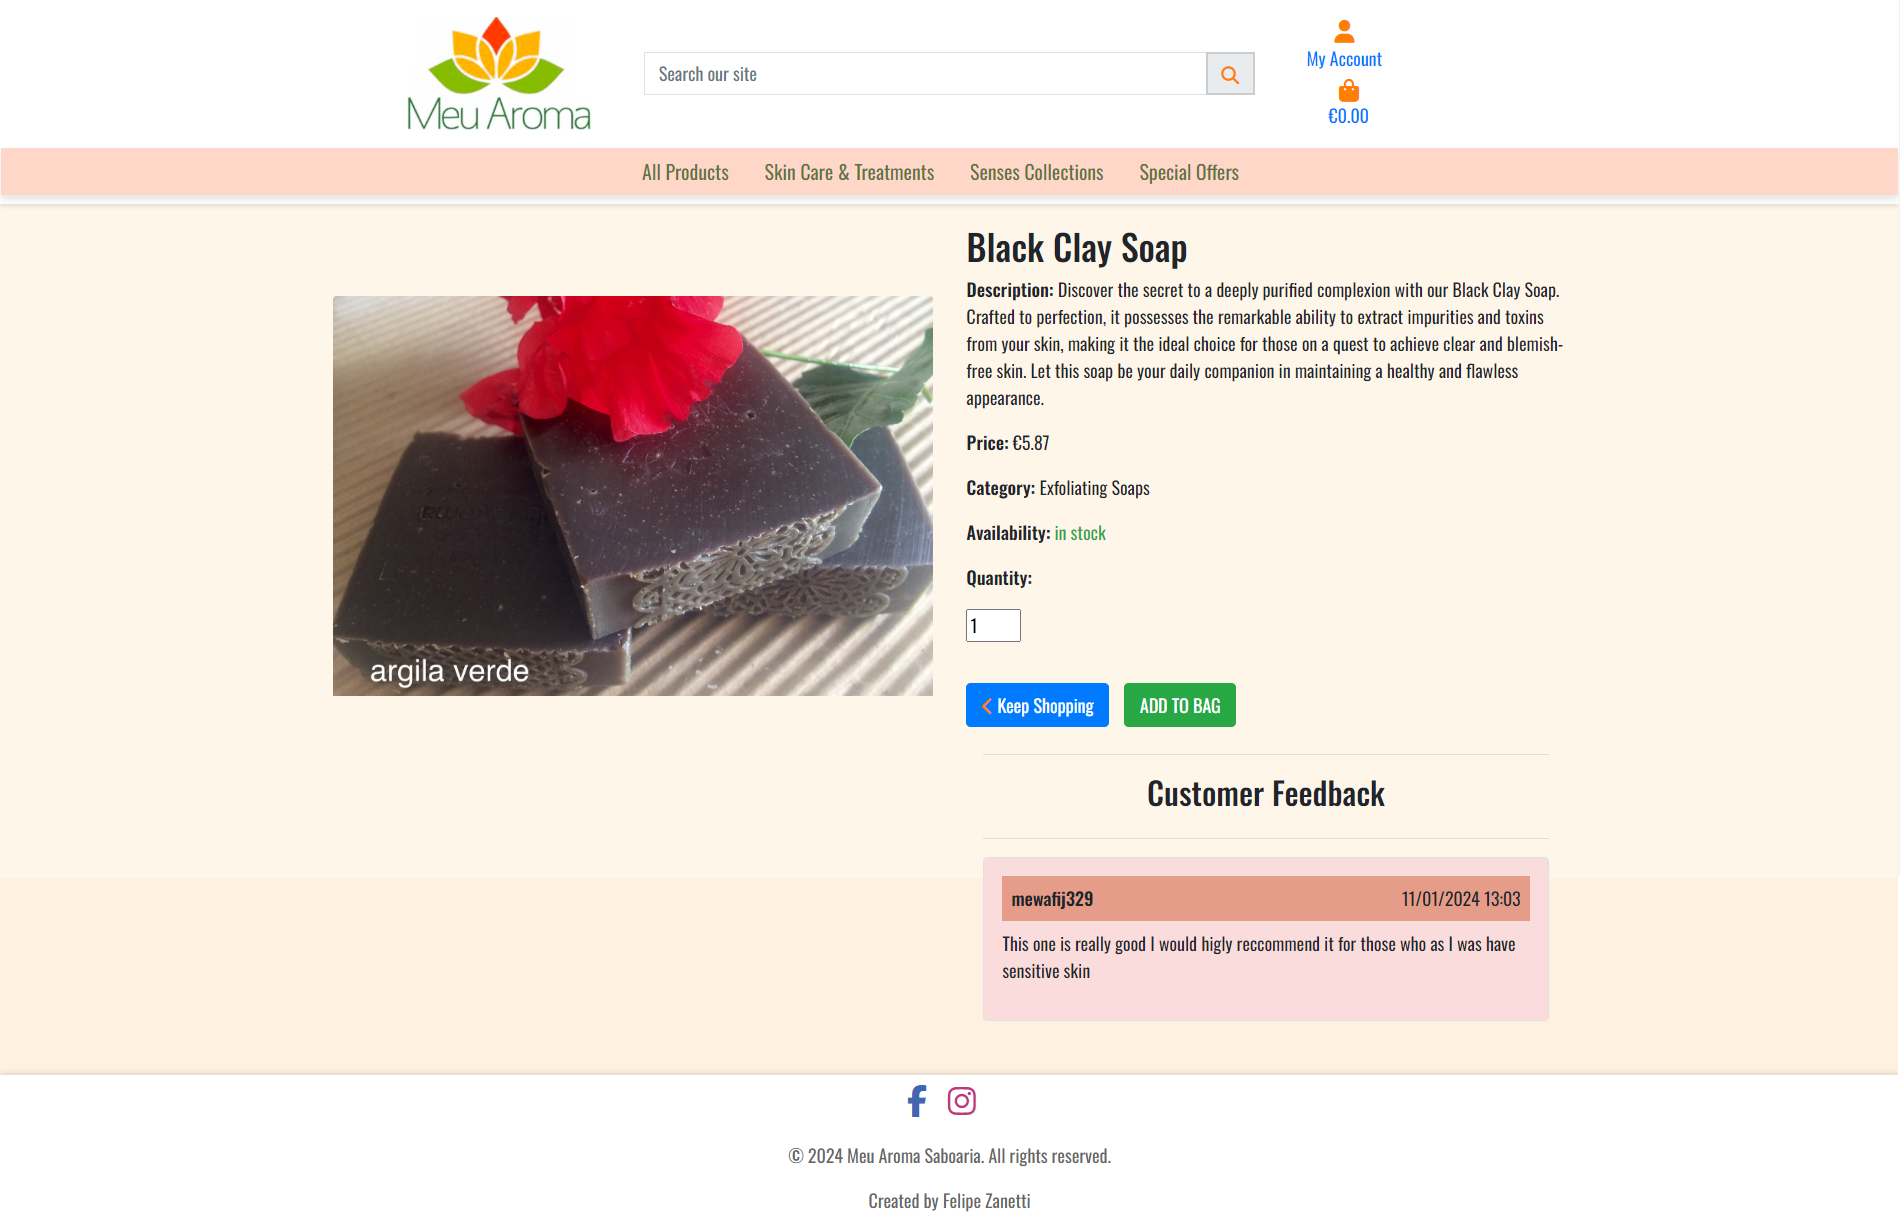 Meu Aroma
Search our site
My Account
€0.00
All Products Skin Care & Treatments Senses Collections Special Offers
Black Clay Soap
Description: Discover the secret to a deeply purified complexion with our Black Clay Soap.
Crafted to perfection, it possesses the remarkable ability to extract impurities and toxins
from your skin, making it the ideal choice for those on a quest to achieve clear and blemish-
free skin. Let this soap be your daily companion in maintaining a healthy and flawless
appearance.
Price: €5.87
Category: Exfoliating Soaps
Availability: in stock
Quantity:
1
Keep Shopping
ADD TO BAG
argila verde
Customer Feedback
mewafij329 11/01/2024 13:03
This one is really good I would higly reccommend it for those who as I was have
sensitive skin
© 2024 Meu Aroma Saboaria. All rights reserved.
Created by Felipe Zanetti